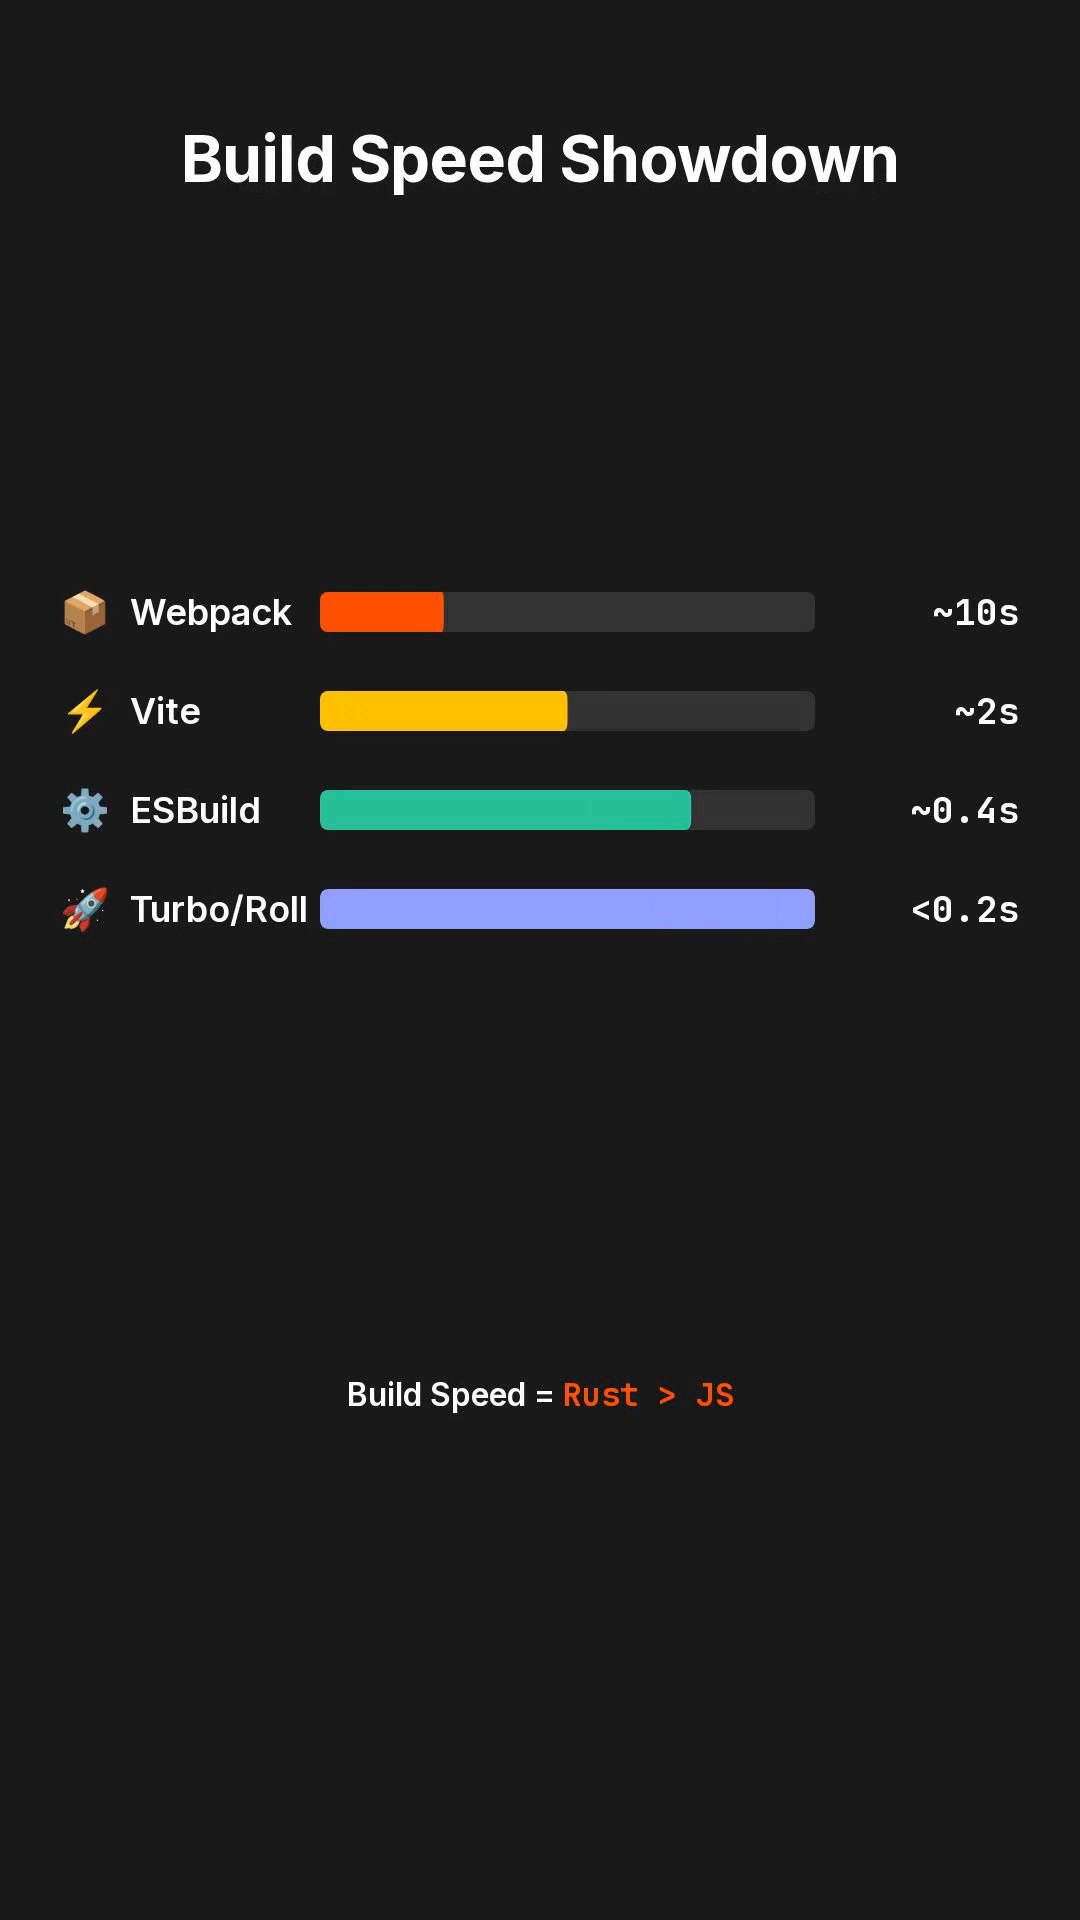 Build Speed Showdown
Webpack ~10s
Vite ~2s
ESBuild ~0.4s
Turbo/Roll <0.2s
Build Speed = Rust > JS